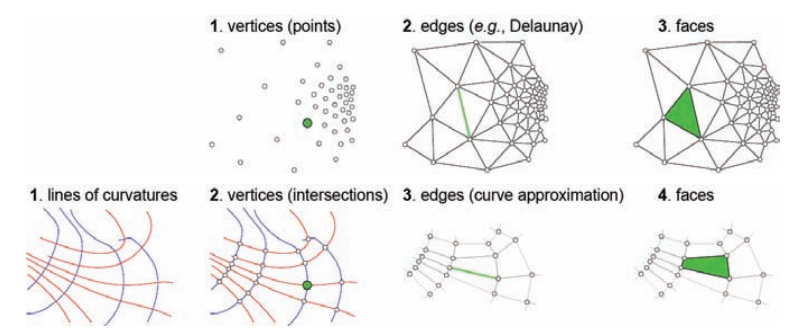 1. vertices (points)
2. edges (e.g., Delaunay)
3. faces
1. lines of curvatures
2. vertices (intersections)
3. edges (curve approximation)
4. faces